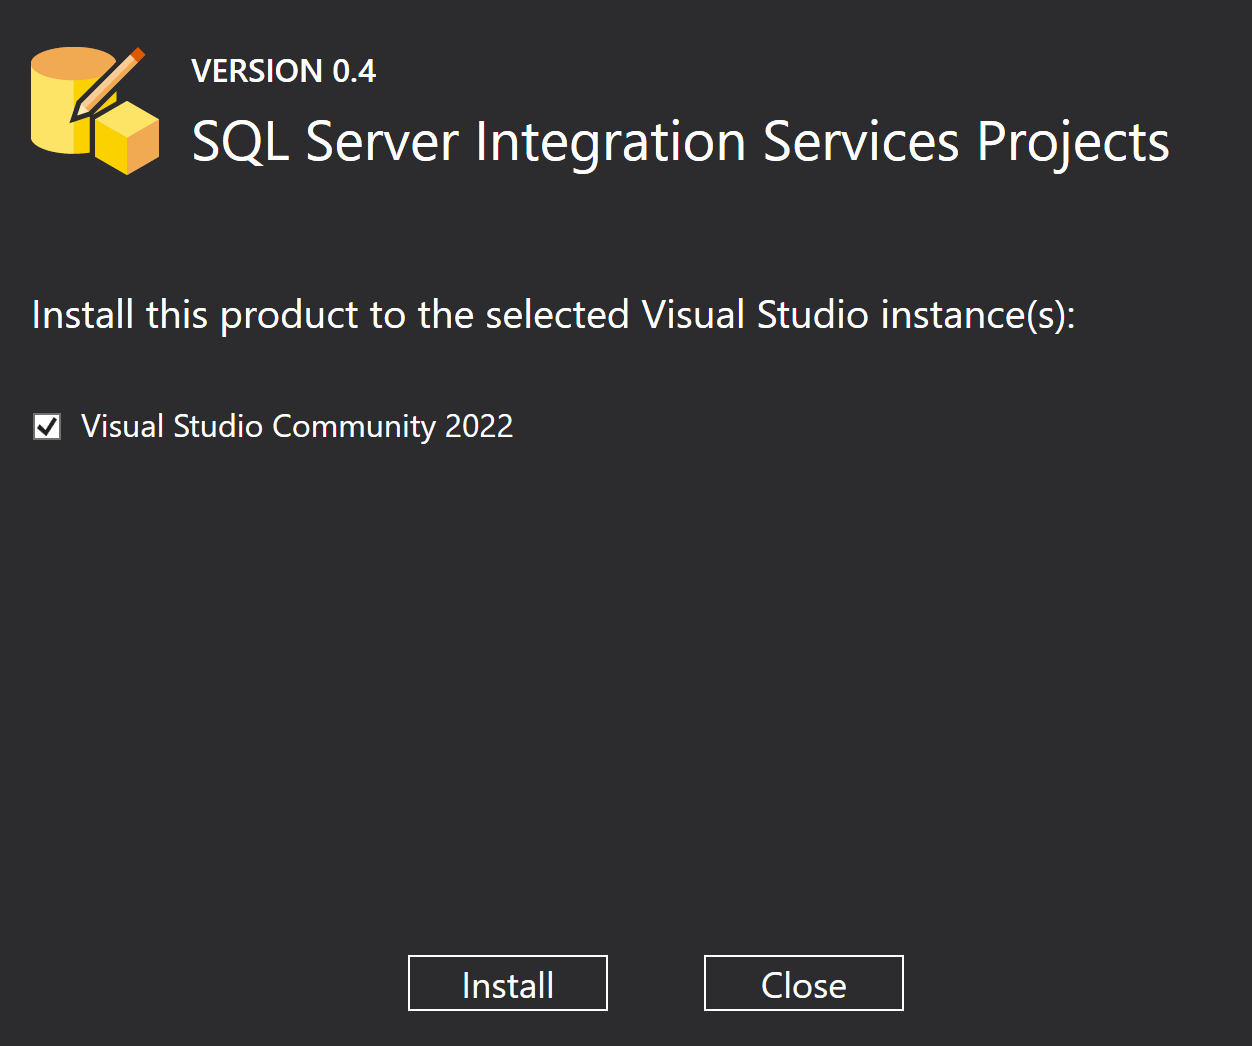 VERSION 0.4
SQL Server Integration Services Projects
Install this product to the selected Visual Studio instance(s):
Visual Studio Community 2022
Install
Close